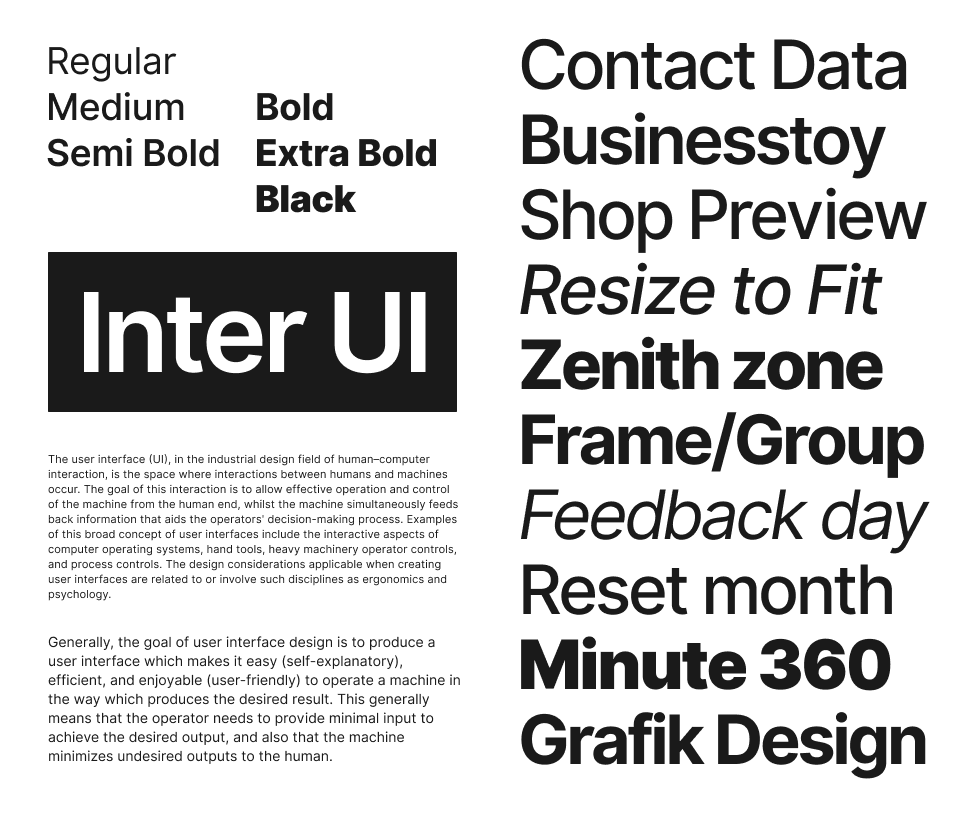 Regular
Medium
Semi Bold
Bold
Extra Bold
Black
Inter UI
The user interface (UI), in the industrial design field of human–computer
interaction, is the space where interactions between humans and machines
occur. The goal of this interaction is to allow effective operation and control
of the machine from the human end, whilst the machine simultaneously feeds
back information that aids the operators' decision-making process. Examples
of this broad concept of user interfaces include the interactive aspects of
computer operating systems, hand tools, heavy machinery operator controls,
and process controls. The design considerations applicable when creating
user interfaces are related to or involve such disciplines as ergonomics and
psychology.
Generally, the goal of user interface design is to produce a
user interface which makes it easy (self-explanatory),
efficient, and enjoyable (user-friendly) to operate a machine in
the way which produces the desired result. This generally
means that the operator needs to provide minimal input to
achieve the desired output, and also that the machine
minimizes undesired outputs to the human.
Contact Data
Businesstoy
Shop Preview
Resize to Fit
Zenith zone
Frame/Group
Feedback day
Reset month
Minute 360
Grafik Design